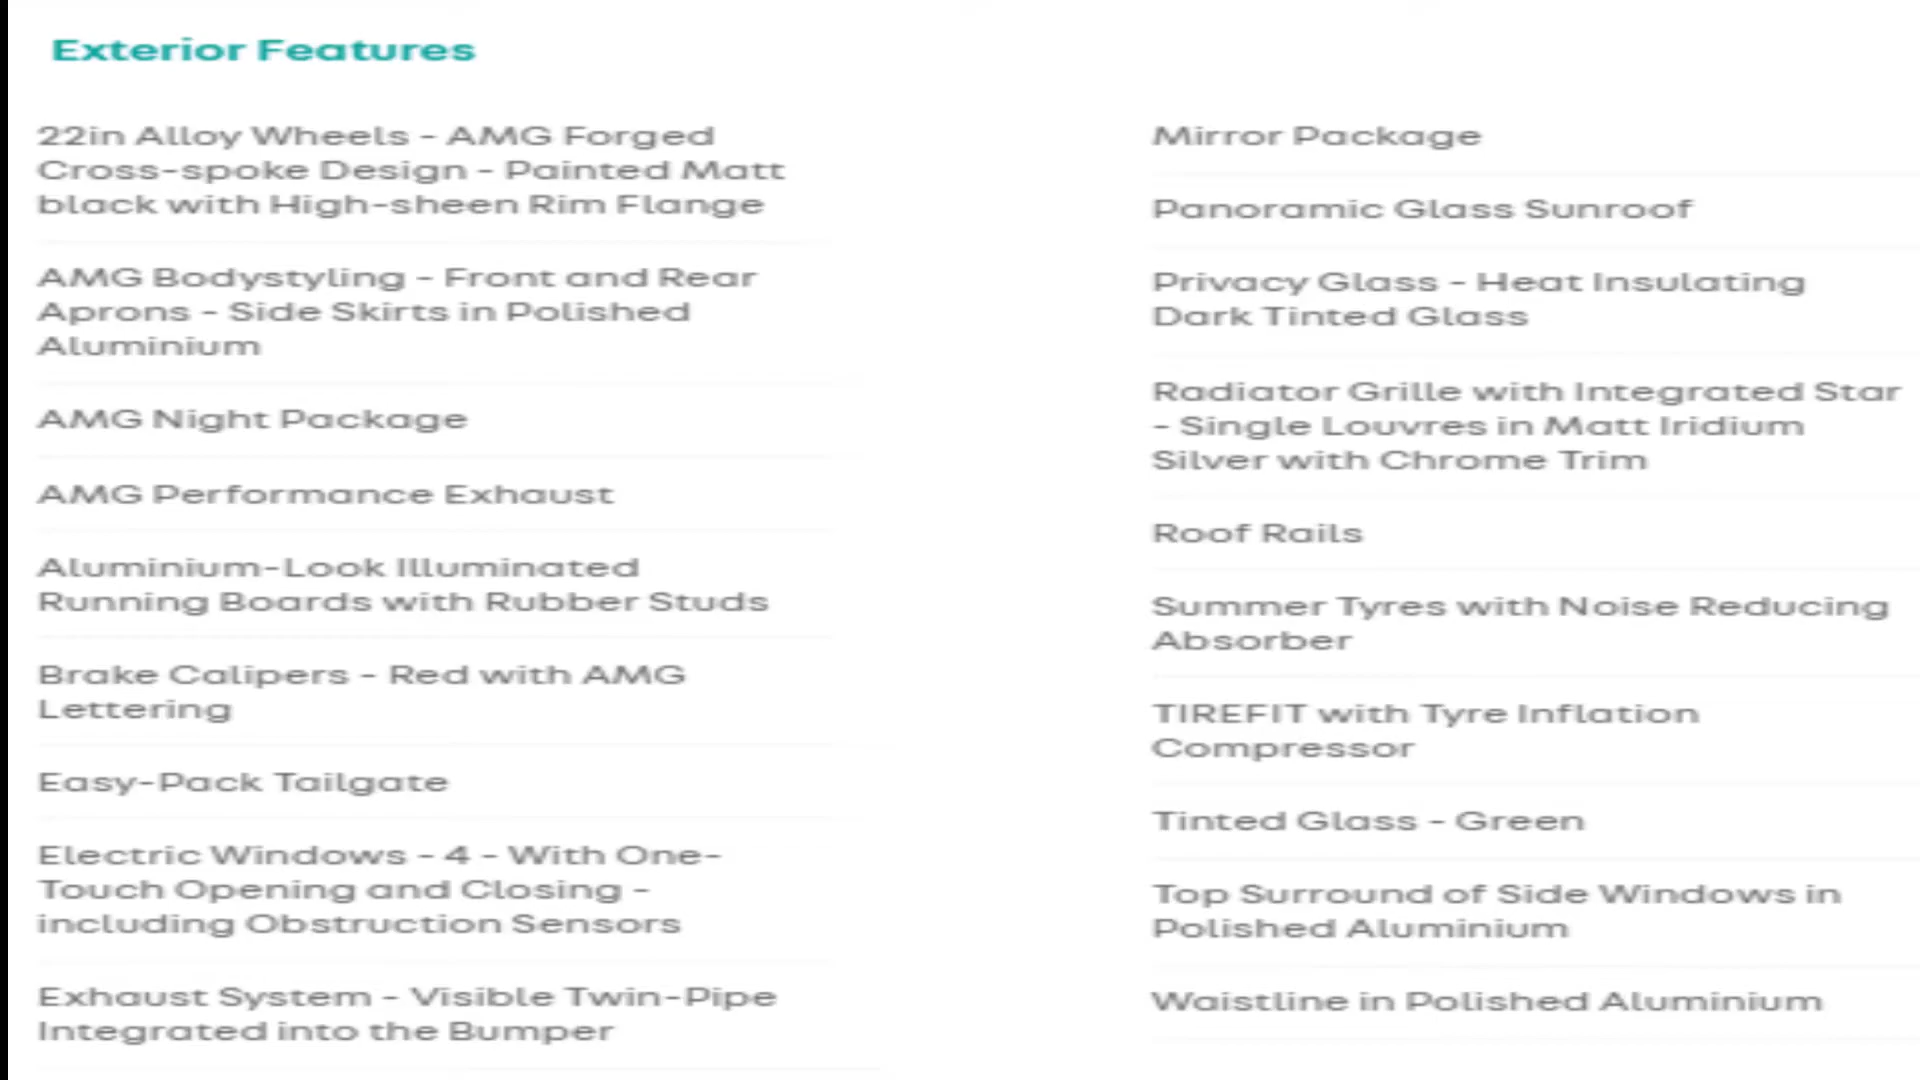 Exterior Features
22in Alloy Wheels - AMG Forged
Cross-spoke Design - Painted Matt
black with High-sheen Rim Flange
AMG Bodystyling - Front and Rear
Aprons - Side Skirts in Polished
Aluminium
AMG Night Package
AMG Performance Exhaust
Aluminium-Look Illuminated
Running Boards with Rubber Studs
Brake Calipers - Red with AMG
Lettering
Easy-Pack Tailgate
Electric Windows - 4 - With One-
Touch Opening and Closing -
including Obstruction Sensors
Exhaust System - Visible Twin-Pipe
Integrated into the Bumper
Mirror Package
Panoramic Glass Sunroof
Privacy Glass - Heat Insulating
Dark Tinted Glass
Radiator Grille with Integrated Star
- Single Louvres in Matt Iridium
Silver with Chrome Trim
Roof Rails
Summer Tyres with Noise Reducing
Absorber
TIREFIT with Tyre Inflation
Compressor
Tinted Glass - Green
Top Surround of Side Windows in
Polished Aluminium
Waistline in Polished Aluminium